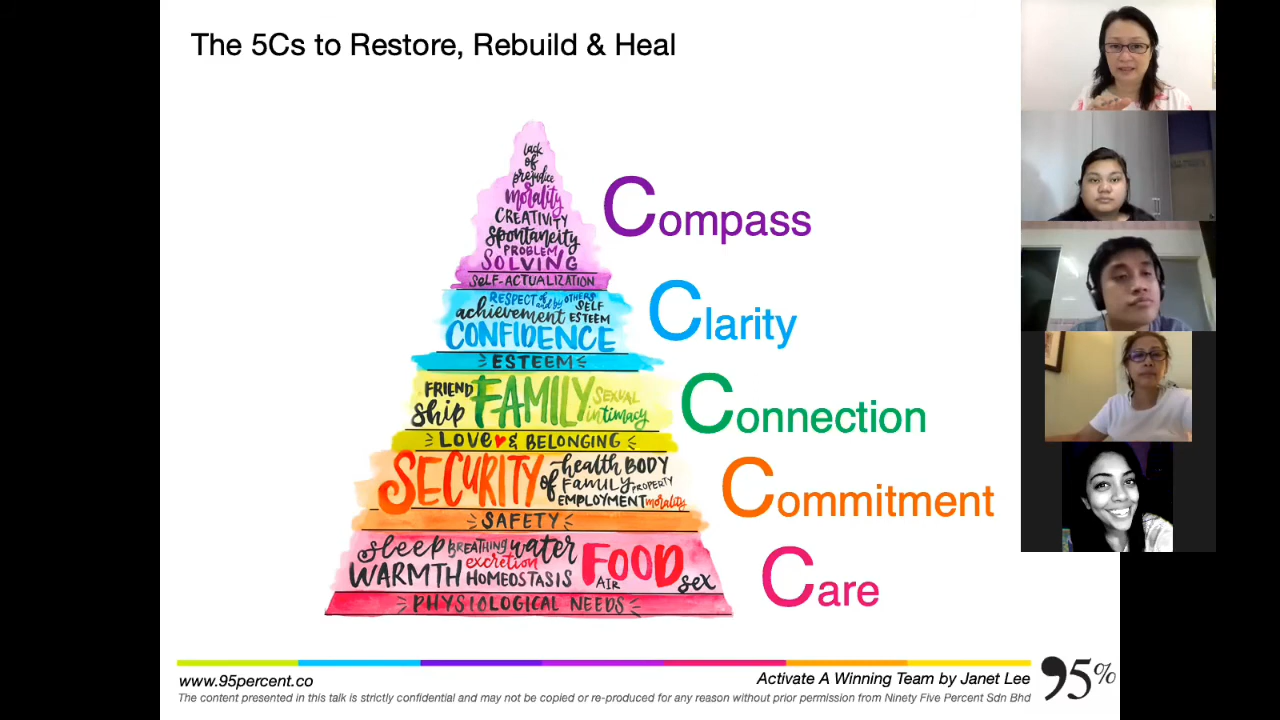 The 5Cs to Restore, Rebuild & Heal
lack
of
prejudice
morality
CREATIVITY
spontaneity
PROBLEM
SOLVING
SELF-ACTUALIZATION
Compass
RESPECT of and by OTHERS
SELF
achievement ESTEEM
CONFIDENCE
ESTEEM
Clarity
FRIEND
ship
FAMILY
SEXUAL
intimacy
LOVE & BELONGING
Connection
SECURITY
of
health BODY
FAMILY PROPERTY
EMPLOYMENT morality
SAFETY
Commitment
sleep BREATHING water
excretion
WARMTH HOMEOSTASIS
FOOD
AIR
sex
PHYSIOLOGICAL NEEDS
Care
www.95percent.co
Activate A Winning Team by Janet Lee
95%
The content presented in this talk is strictly confidential and may not be copied or re-produced for any reason without prior permission from Ninety Five Percent Sdn Bhd